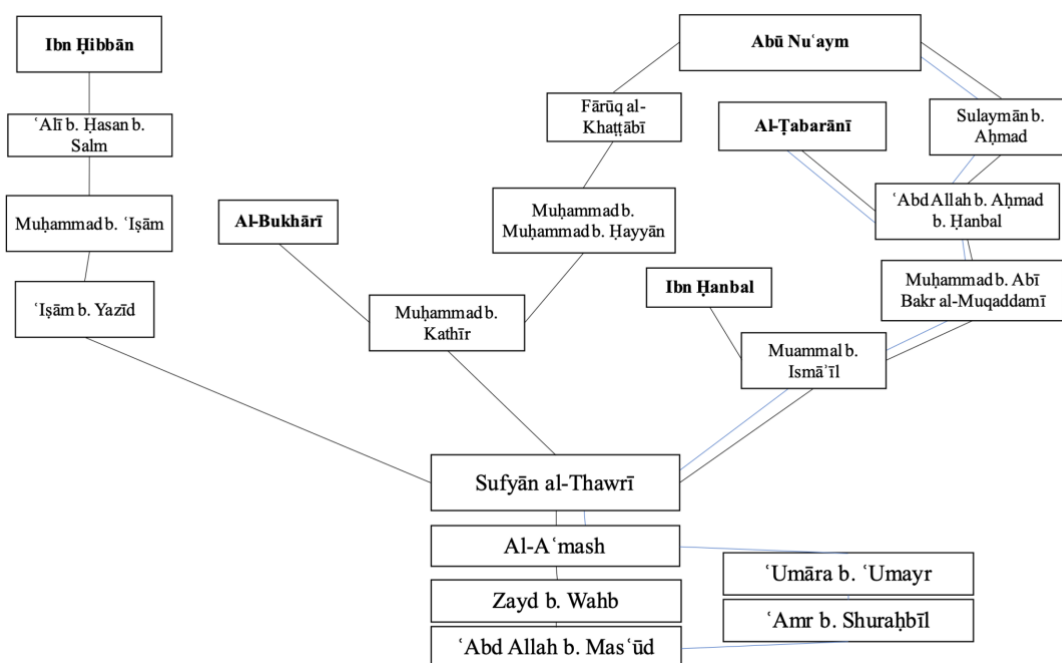 Ibn Ḥibbān
Abū Nuʿaym
ʿAlī b. Ḥasan b.
Salm
Fārūq al-
Khaṭṭābī
Al-Ṭabarānī
Sulaymān b.
Aḥmad
Muḥammad b. ʿIṣām
Al-Bukhārī
Muḥammad b.
Muḥammad b. Ḥayyān
ʿAbd Allah b. Aḥmad
b. Ḥanbal
ʿIṣām b. Yazīd
Muḥammad b.
Kathīr
Ibn Ḥanbal
Muḥammad b. Abī
Bakr al-Muqaddamī
Muammal b.
Ismāʾīl
Sufyān al-Thawrī
Al-Aʿmash
Zayd b. Wahb
ʿAbd Allah b. Masʿūd
ʿUmāra b. ʿUmayr
ʿAmr b. Shuraḥbīl